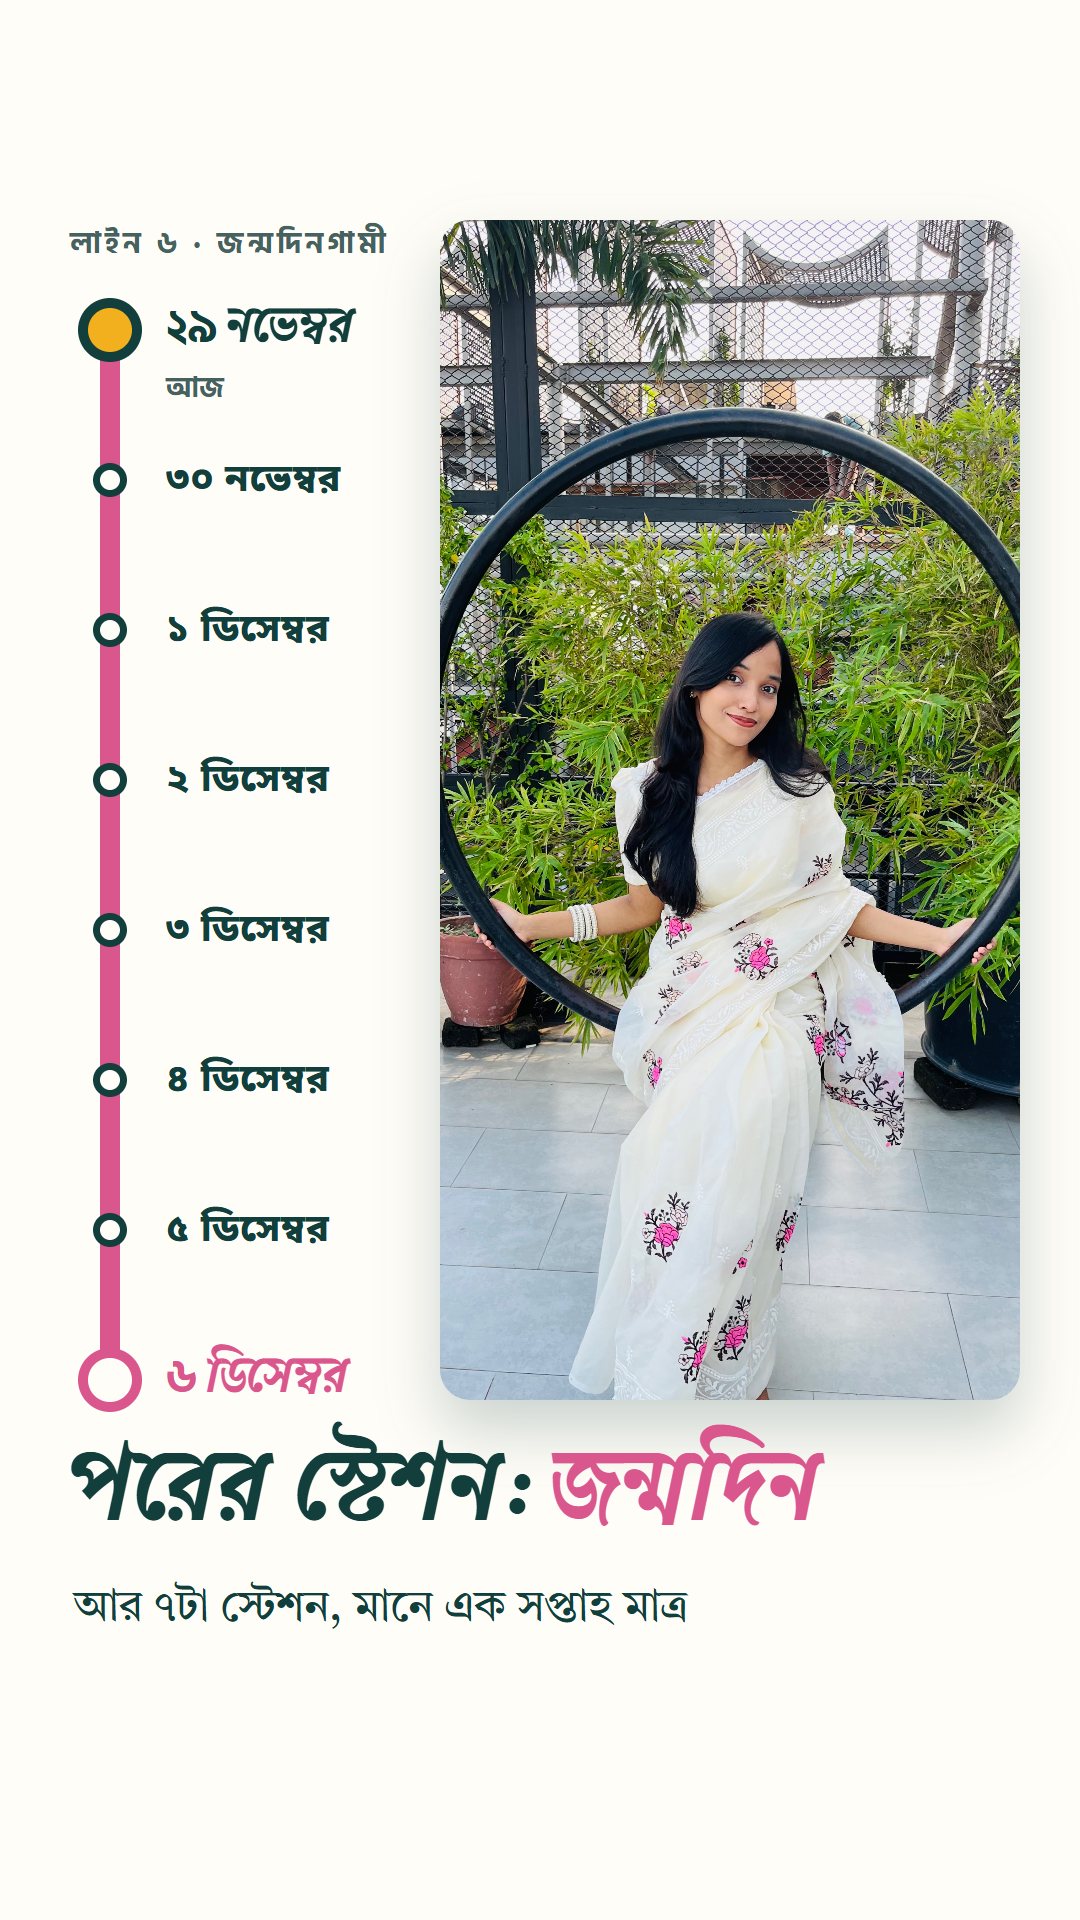 লাইন ৬ · জন্মদিনগামী
২৯ নভেম্বর
আজ
৩০ নভেম্বর
১ ডিসেম্বর
২ ডিসেম্বর
৩ ডিসেম্বর
৪ ডিসেম্বর
৫ ডিসেম্বর
৬ ডিসেম্বর
পরের স্টেশন: জন্মদিন
আর ৭টা স্টেশন, মানে এক সপ্তাহ মাত্র